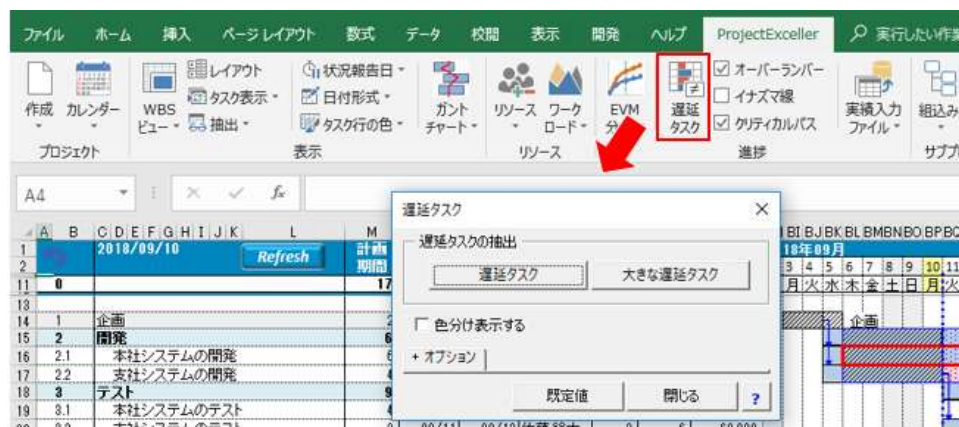 ファイル ホーム 挿入 ページ レイアウト 数式 データ 校閲 表示 開発 ヘルプ ProjectExceller 実行したい作業
作成 カレンダー WBS ビュー レイアウト タスク表示 抽出 状況報告日 日付形式 タスク行の色 ガント チャート リソース ワーク ロード EVM 遅延 タスク オーバーランバー イナズマ線 クリティカルパス 実績入力 ファイル 組込み
プロジェクト 表示 リソース 進捗
A4 fx
遅延タスク
遅延タスクの抽出
遅延タスク 大きな遅延タスク
色分け表示する
+ オプション
既定値 閉じる ?
A B C D E F G H I J K L M BI BJ BK BL BM BN BO BP BQ
1 2018/09/10 Refresh 計画 18年09月
2 期間 3 4 5 6 7 8 9 10 11
11 0 17 月 火 水 木 金 土 日 月 火
13
14 1 企画 企画
15 2 開発
16 2.1 本社システムの開発
17 2.2 支社システムの開発
18 3 テスト
19 3.1 本社システムのテスト